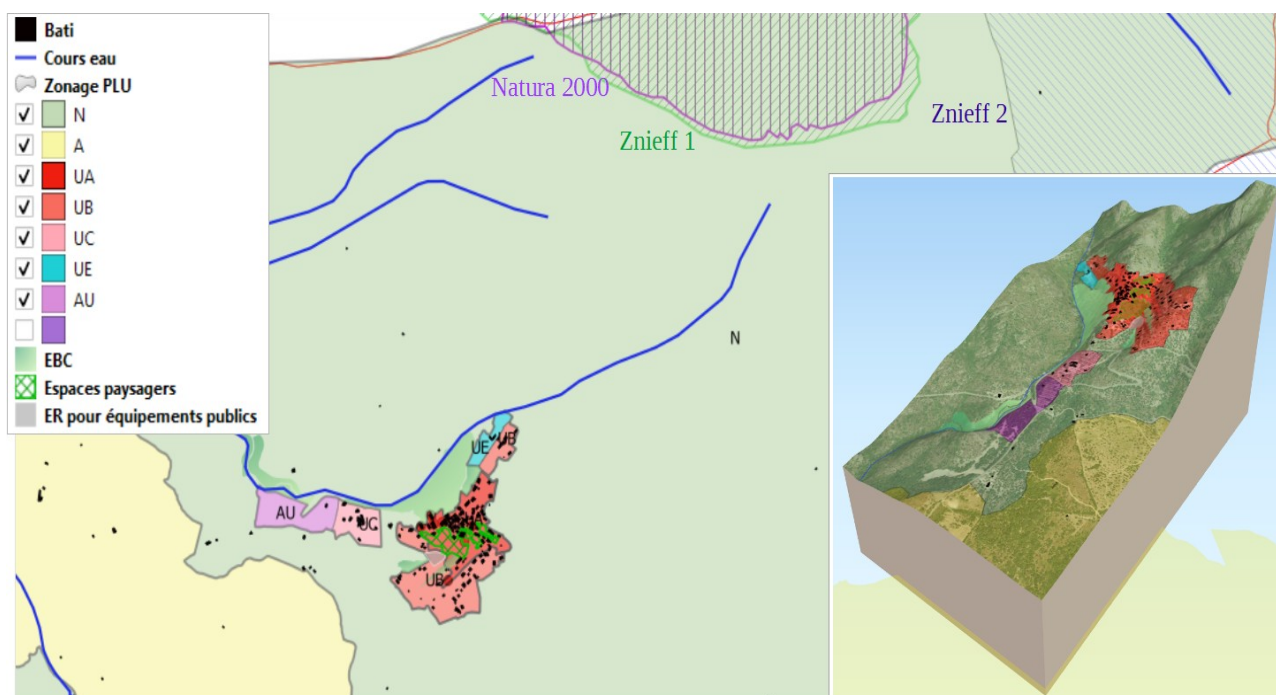 Bati
Cours eau
Zonage PLU
N
A
UA
UB
UC
UE
AU
EBC
Espaces paysagers
ER pour équipements publics
Natura 2000
Znieff 1
Znieff 2
N
UB
UE
AU
UC
UB